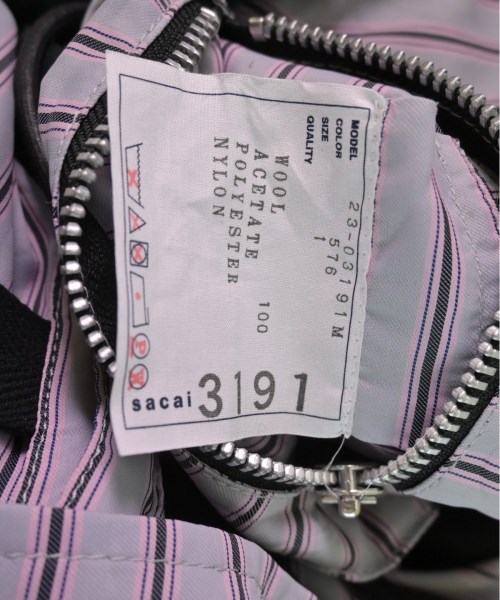 MODEL 23-03191M
COLOR 576
SIZE 1
QUALITY
WOOL
ACETATE
POLYESTER 100
NYLON
P
W
sacai 3191